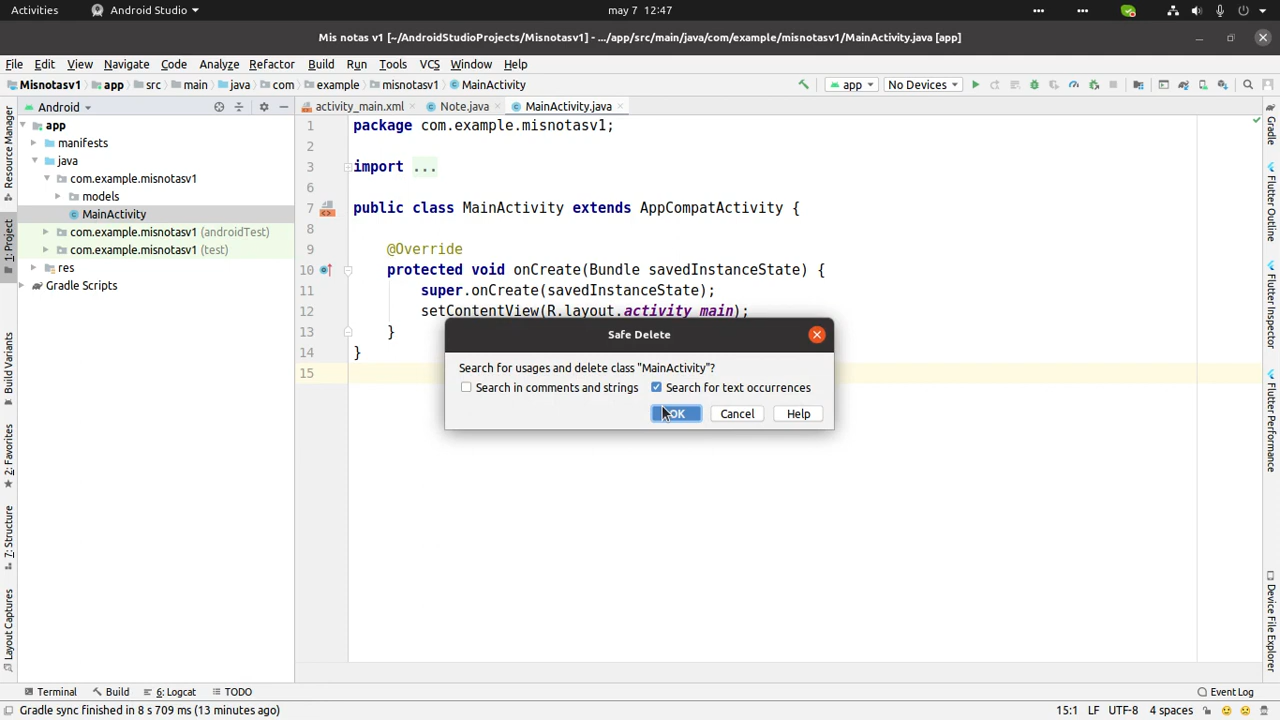 Activities
Android Studio
may 7 12:47
Mis notas v1 [~/AndroidStudioProjects/Misnotasv1] - .../app/src/main/java/com/example/misnotasv1/MainActivity.java [app]
File Edit View Navigate Code Analyze Refactor Build Run Tools VCS Window Help
Misnotasv1 app src main java com example misnotasv1 MainActivity
app No Devices
Android
activity_main.xml Note.java MainActivity.java
Resource Manager
1: Project
Build Variants
2: Favorites
7: Structure
Layout Captures
app
manifests
java
com.example.misnotasv1
models
MainActivity
com.example.misnotasv1 (androidTest)
com.example.misnotasv1 (test)
res
Gradle Scripts
1 package com.example.misnotasv1;
2
3 import ...
6
7 public class MainActivity extends AppCompatActivity {
8
9 @Override
10 protected void onCreate(Bundle savedInstanceState) {
11 super.onCreate(savedInstanceState);
12 setContentView(R.layout.activity_main);
13 }
14 }
15
Safe Delete
Search for usages and delete class "MainActivity"?
Search in comments and strings Search for text occurrences
OK Cancel Help
Gradle
Flutter Outline
Flutter Inspector
Flutter Performance
Device File Explorer
Terminal Build 6: Logcat TODO Event Log
Gradle sync finished in 8 s 709 ms (13 minutes ago) 15:1 LF UTF-8 4 spaces